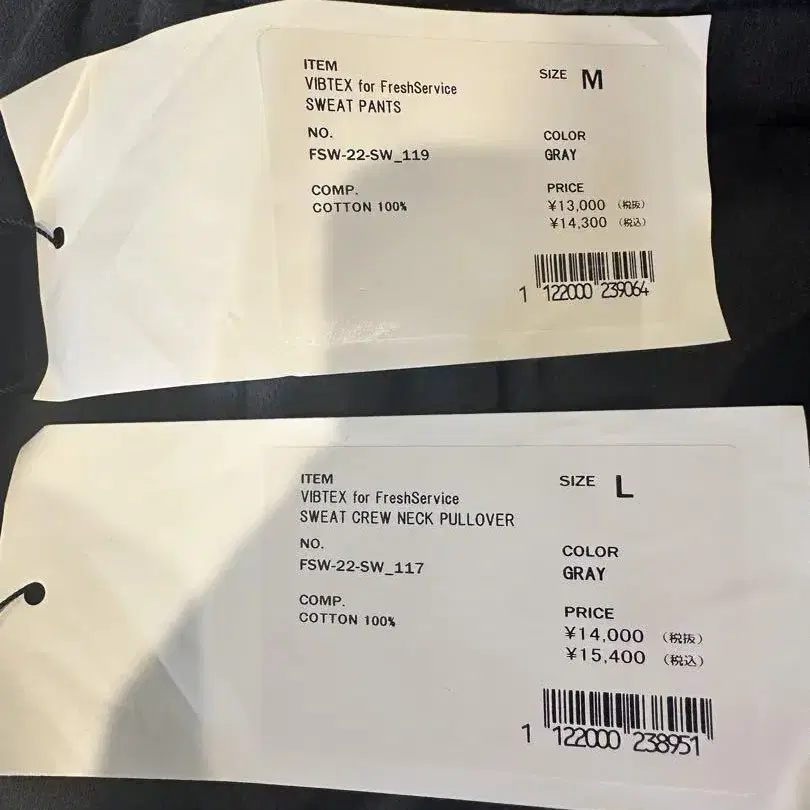 ITEM
VIBTEX for FreshService
SWEAT PANTS
SIZE M
NO.
FSW-22-SW_119
COLOR
GRAY
COMP.
COTTON 100%
PRICE
¥13,000 (税抜)
¥14,300 (税込)
1 122000 239064
ITEM
VIBTEX for FreshService
SWEAT CREW NECK PULLOVER
SIZE L
NO.
FSW-22-SW_117
COLOR
GRAY
COMP.
COTTON 100%
PRICE
¥14,000 (税抜)
¥15,400 (税込)
1 122000 238951